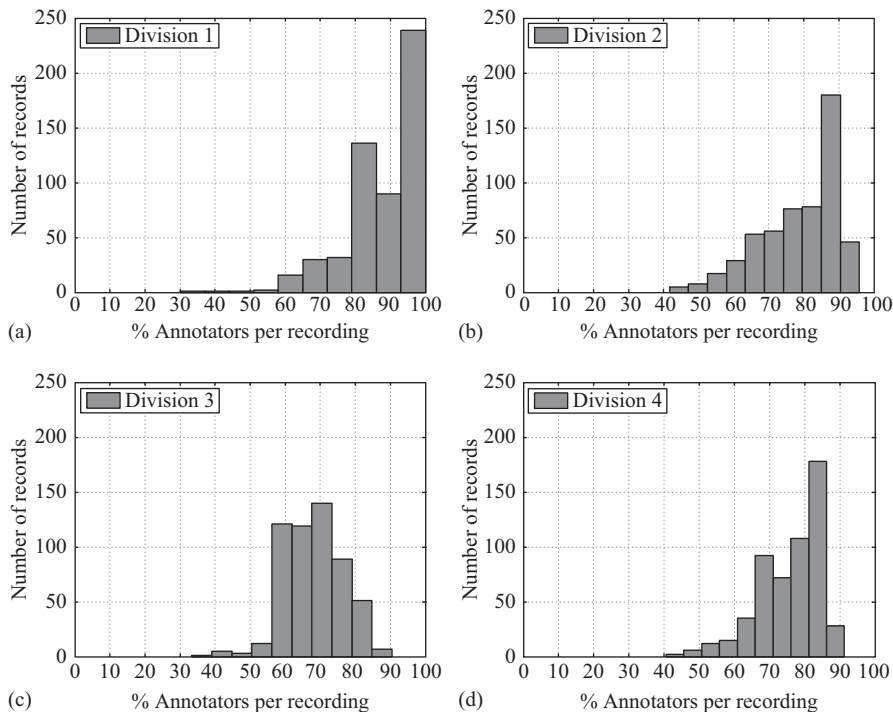 250
Division 1
200
150
100
50
0
Number of records
0 10 20 30 40 50 60 70 80 90 100
(a) % Annotators per recording
250
Division 2
200
150
100
50
0
Number of records
0 10 20 30 40 50 60 70 80 90 100
(b) % Annotators per recording
250
Division 3
200
150
100
50
0
Number of records
0 10 20 30 40 50 60 70 80 90 100
(c) % Annotators per recording
250
Division 4
200
150
100
50
0
Number of records
0 10 20 30 40 50 60 70 80 90 100
(d) % Annotators per recording